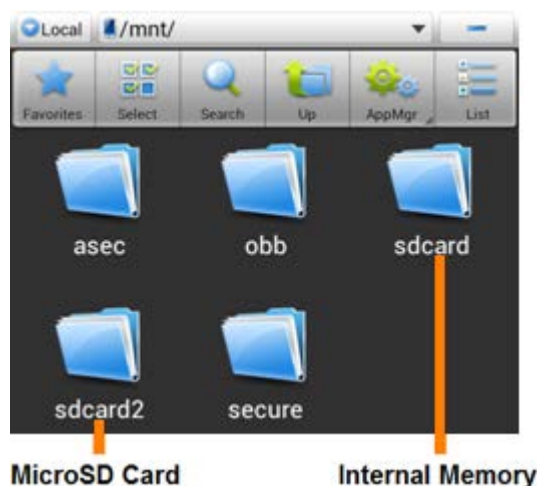 Local /mnt/
Favorites Select Search Up AppMgr List
asec obb sdcard
sdcard2 secure
MicroSD Card Internal Memory